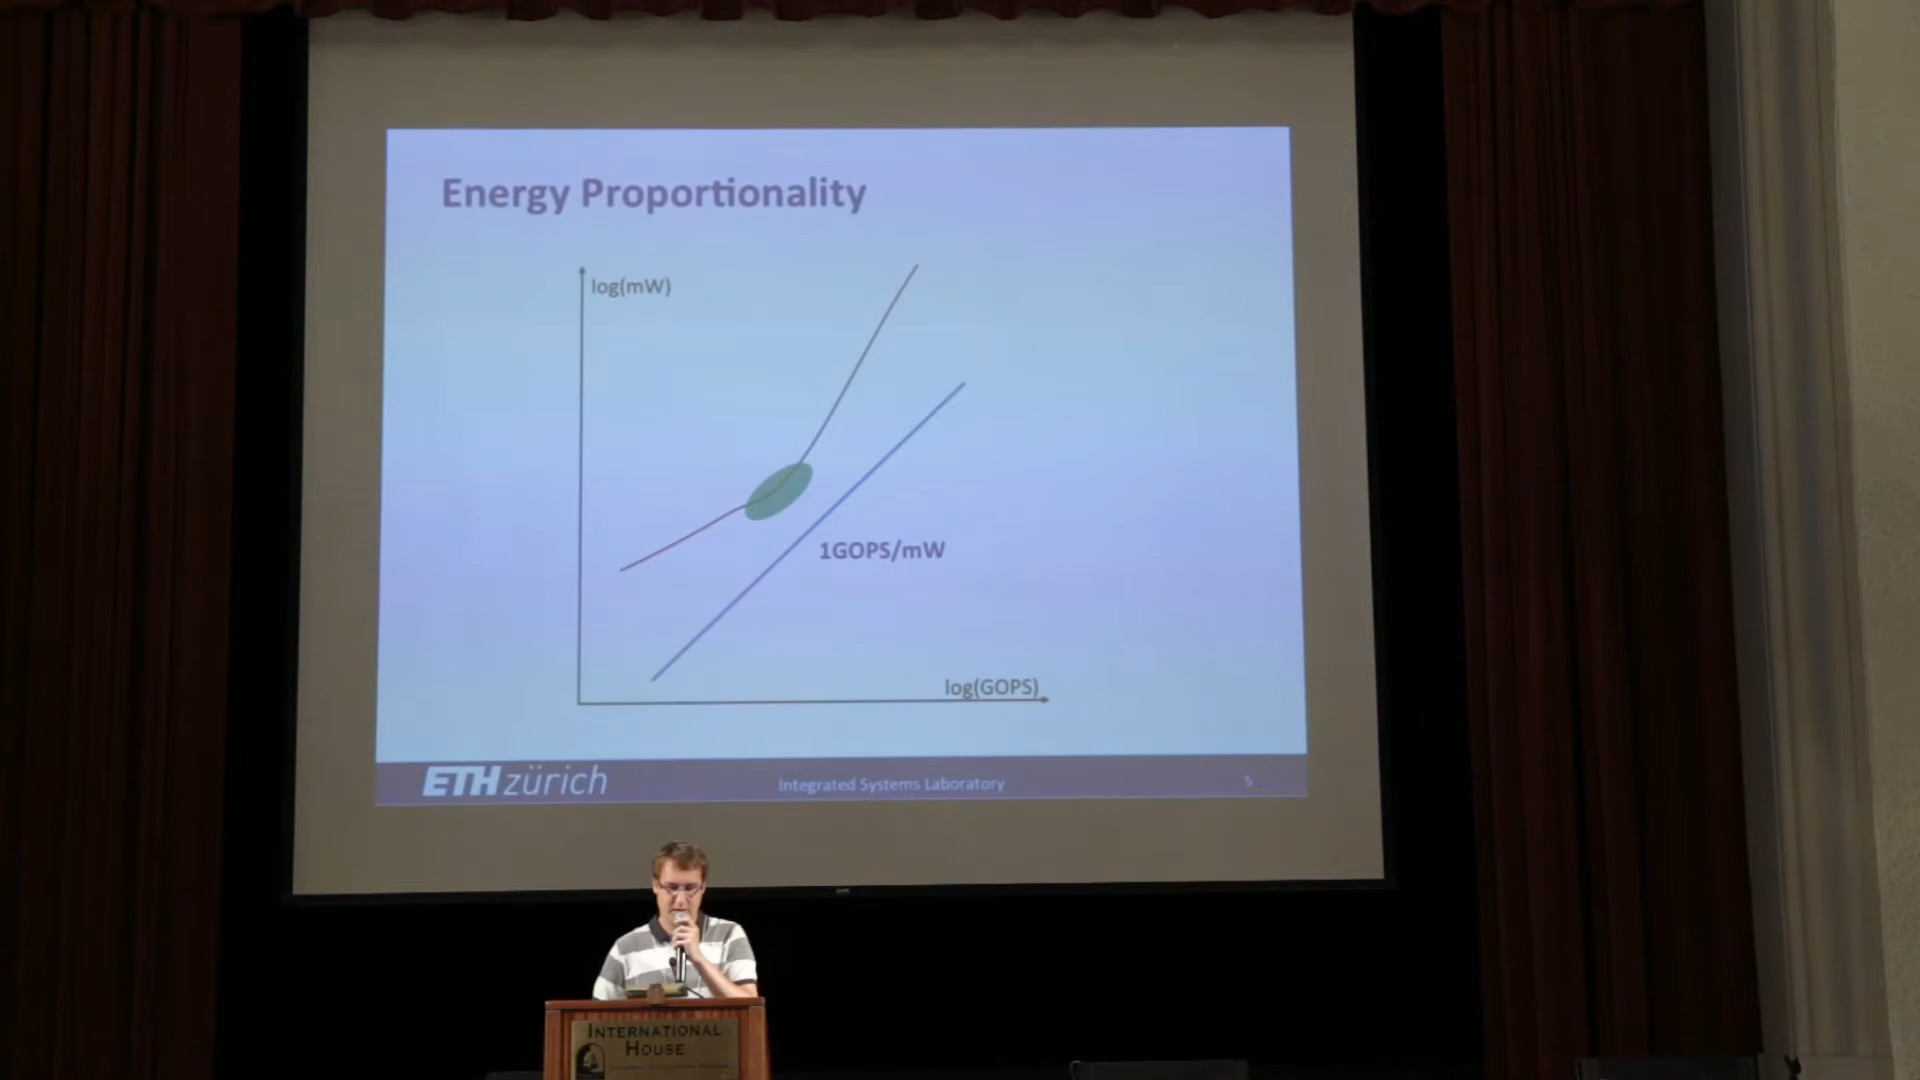 Energy Proportionality
log(mW)
1GOPS/mW
log(GOPS)
ETH zürich
Integrated Systems Laboratory
5
INTERNATIONAL
HOUSE